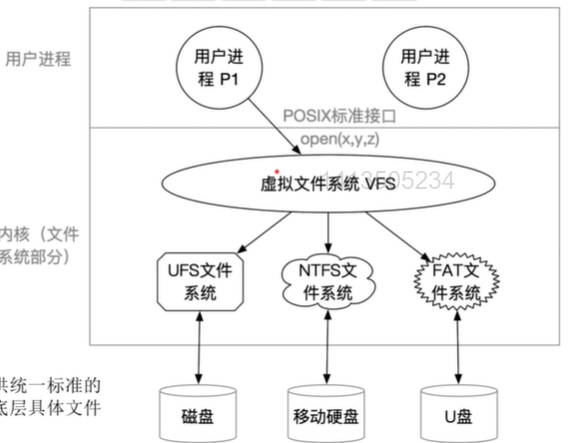 用户进程
用户进
程 P1
用户进
程 P2
POSIX标准接口
open(x,y,z)
虚拟文件系统 VFS
内核（文件
系统部分）
UFS文件
系统
NTFS文
件系统
FAT文
件系统
供统一标准的
底层具体文件
磁盘
移动硬盘
U盘